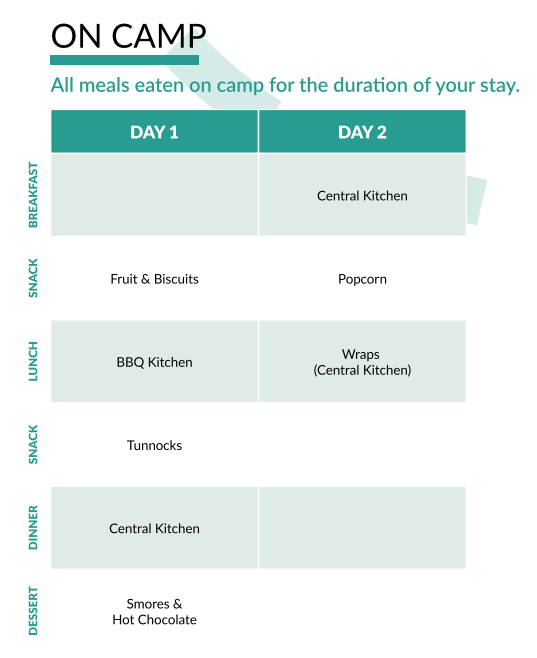 ON CAMP
All meals eaten on camp for the duration of your stay.
DAY 1
DAY 2
BREAKFAST
Central Kitchen
SNACK
Fruit & Biscuits
Popcorn
LUNCH
BBQ Kitchen
Wraps
(Central Kitchen)
SNACK
Tunnocks
DINNER
Central Kitchen
DESSERT
Smores &
Hot Chocolate